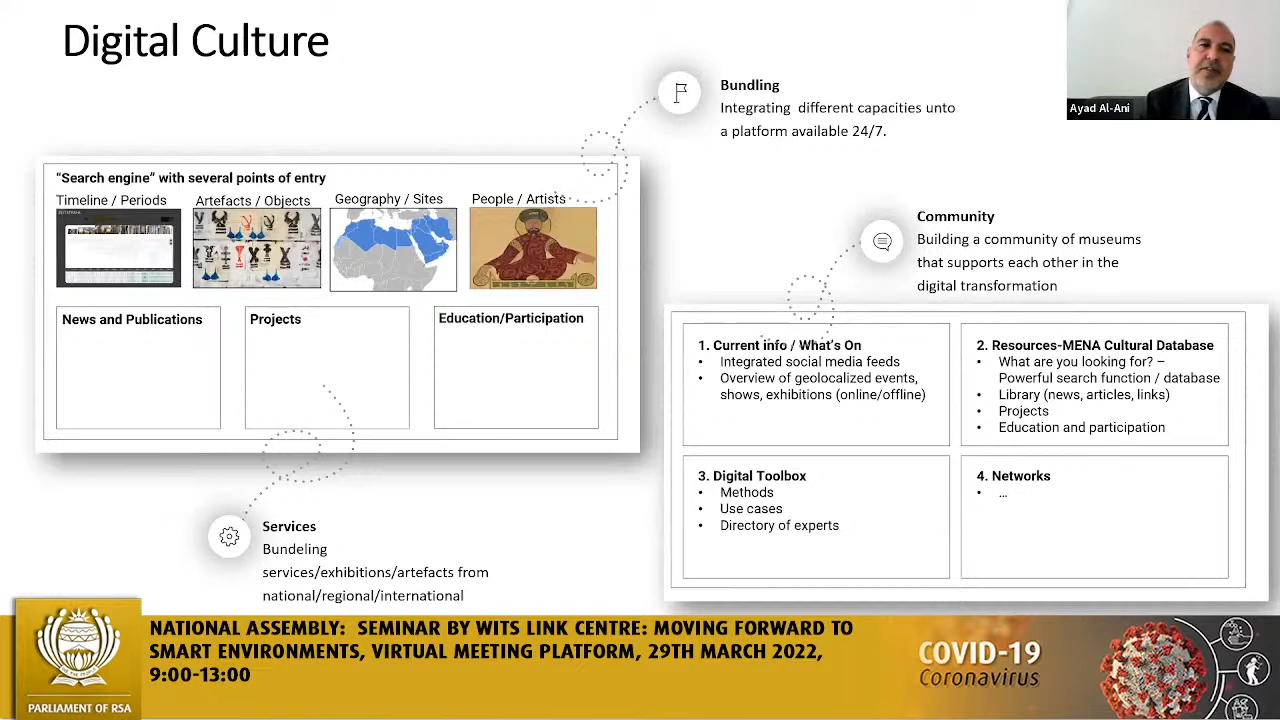 Digital Culture
Ayad Al-Ani
Bundling
Integrating different capacities unto
a platform available 24/7.
"Search engine" with several points of entry
Timeline / Periods
Artefacts / Objects
Geography / Sites
People / Artists
News and Publications
Projects
Education/Participation
Community
Building a community of museums
that supports each other in the
digital transformation
1. Current info / What's On
• Integrated social media feeds
• Overview of geolocalized events,
shows, exhibitions (online/offline)
2. Resources-MENA Cultural Database
• What are you looking for? –
Powerful search function / database
• Library (news, articles, links)
• Projects
• Education and participation
3. Digital Toolbox
• Methods
• Use cases
• Directory of experts
4. Networks
• ...
Services
Bundeling
services/exhibitions/artefacts from
national/regional/international
PARLIAMENT OF RSA
NATIONAL ASSEMBLY: SEMINAR BY WITS LINK CENTRE: MOVING FORWARD TO
SMART ENVIRONMENTS, VIRTUAL MEETING PLATFORM, 29TH MARCH 2022,
9:00-13:00
COVID-19
Coronavirus